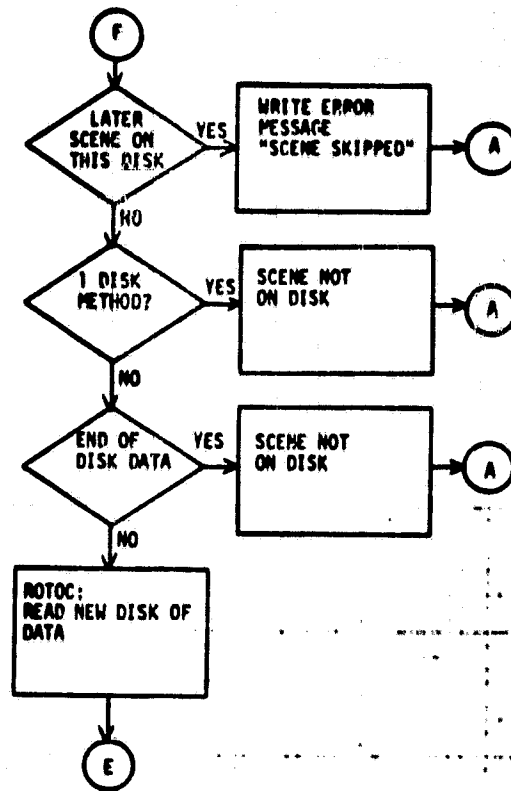 F
LATER
SCENE ON
THIS DISK
YES
WRITE ERROR
MESSAGE
"SCENE SKIPPED"
A
NO
1 DISK
METHOD?
YES
SCENE NOT
ON DISK
A
NO
END OF
DISK DATA
YES
SCENE NOT
ON DISK
A
NO
ROTOC:
READ NEW DISK OF
DATA
E